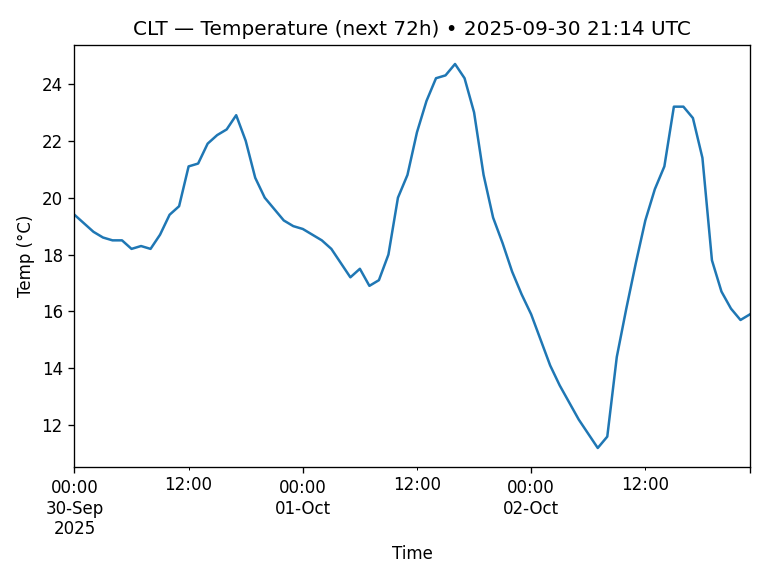 CLT — Temperature (next 72h) • 2025-09-30 21:14 UTC
Temp (°C)
24
22
20
18
16
14
12
00:00 12:00 00:00 12:00 00:00 12:00
30-Sep 01-Oct 02-Oct
2025
Time